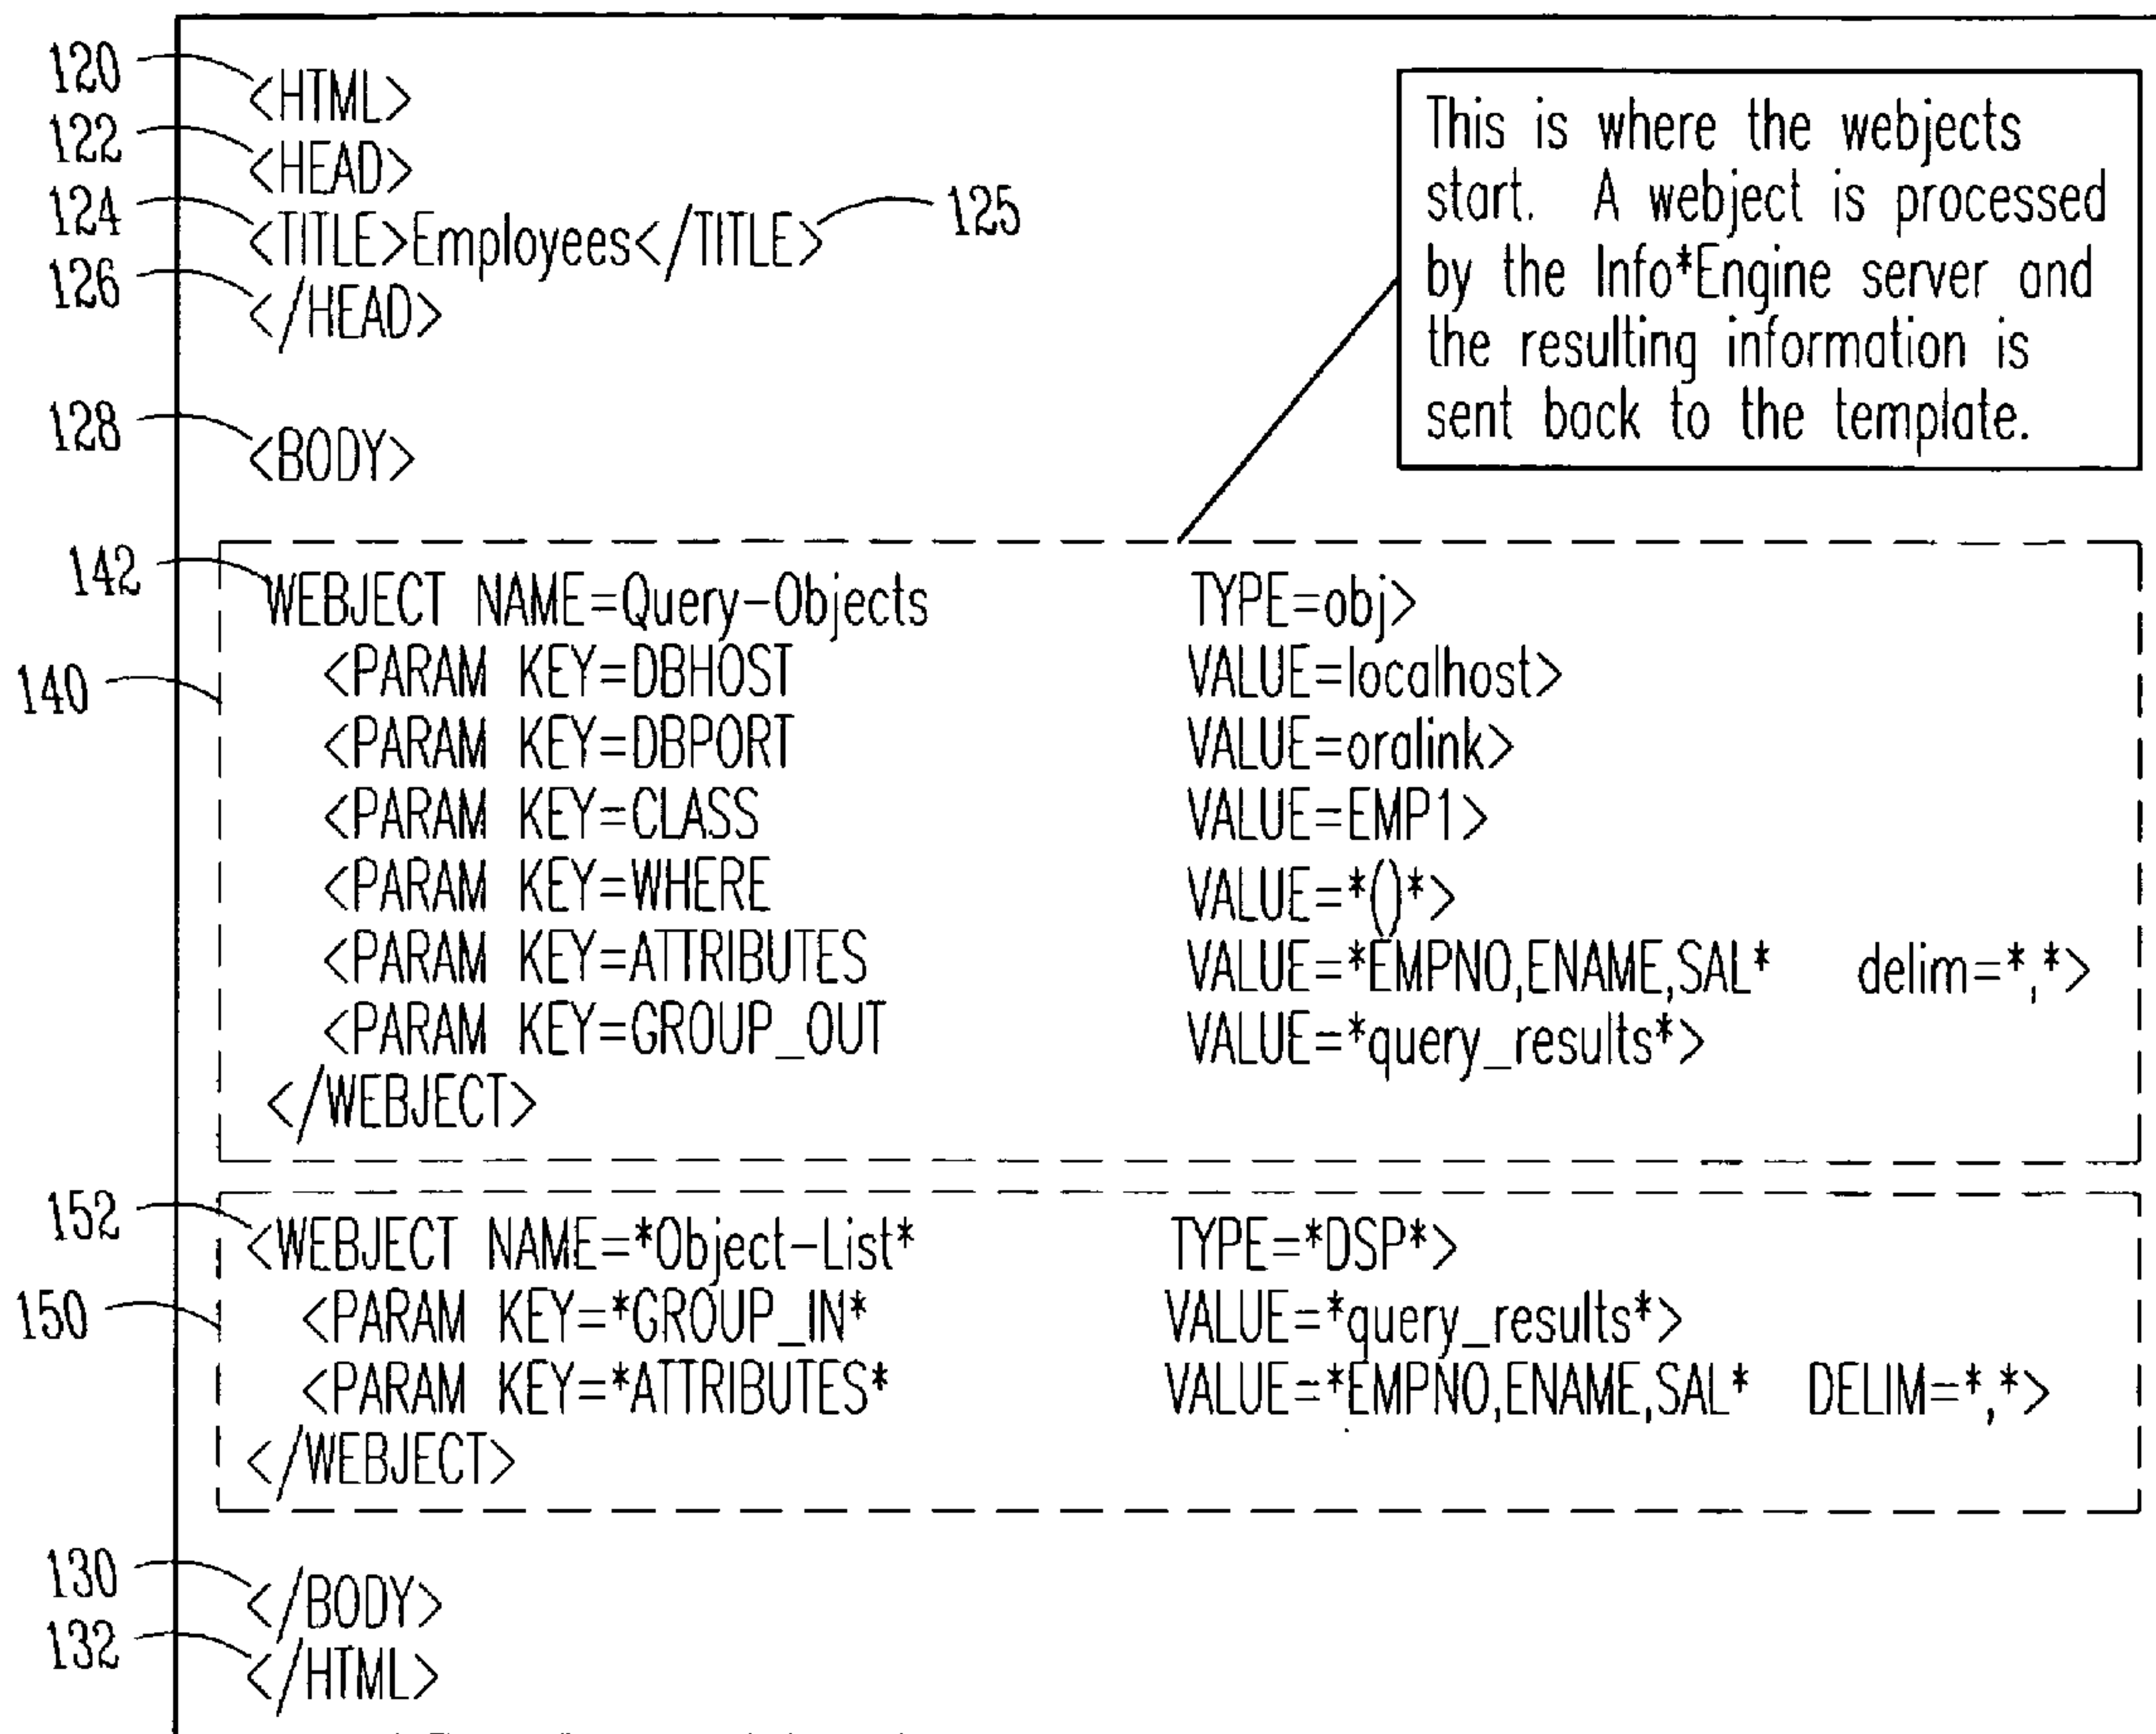 120 <HTML>
122 <HEAD>
124 <TITLE>Employees</TITLE> 125
126 </HEAD>
128 <BODY>
This is where the webjects
start. A webject is processed
by the Info*Engine server and
the resulting information is
sent back to the template.
142 WEBJECT NAME=Query-Objects TYPE=obj>
140 <PARAM KEY=DBHOST VALUE=localhost>
<PARAM KEY=DBPORT VALUE=oralink>
<PARAM KEY=CLASS VALUE=EMP1>
<PARAM KEY=WHERE VALUE=*()*>
<PARAM KEY=ATTRIBUTES VALUE=*EMPNO,ENAME,SAL* delim=*,*>
<PARAM KEY=GROUP_OUT VALUE=*query_results*>
</WEBJECT>
152 <WEBJECT NAME=*Object-List* TYPE=*DSP*>
150 <PARAM KEY=*GROUP_IN* VALUE=*query_results*>
<PARAM KEY=*ATTRIBUTES* VALUE=*EMPNO,ENAME,SAL* DELIM=*,*>
</WEBJECT>
130 </BODY>
132 </HTML>